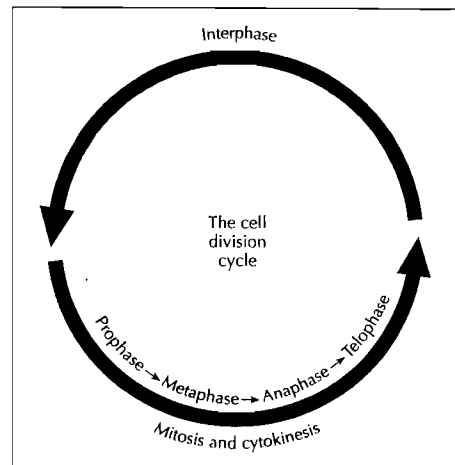 Interphase
The cell
division
cycle
Prophase → Metaphase → Anaphase → Telophase
Mitosis and cytokinesis